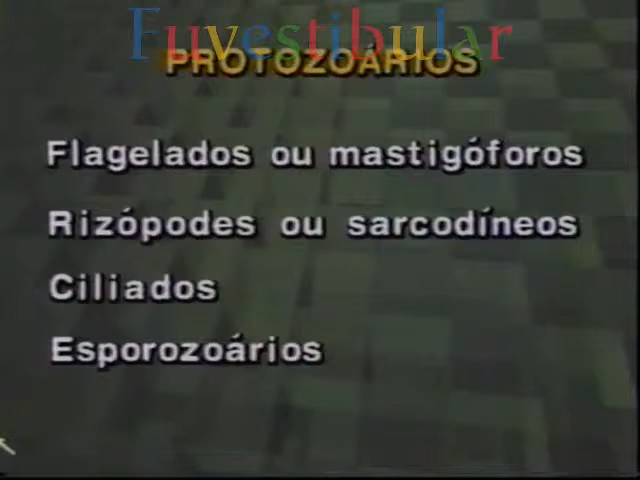 Fuvestibular
PROTOZOÁRIOS
Flagelados ou mastigóforos
Rizópodes ou sarcodíneos
Ciliados
Esporozoários